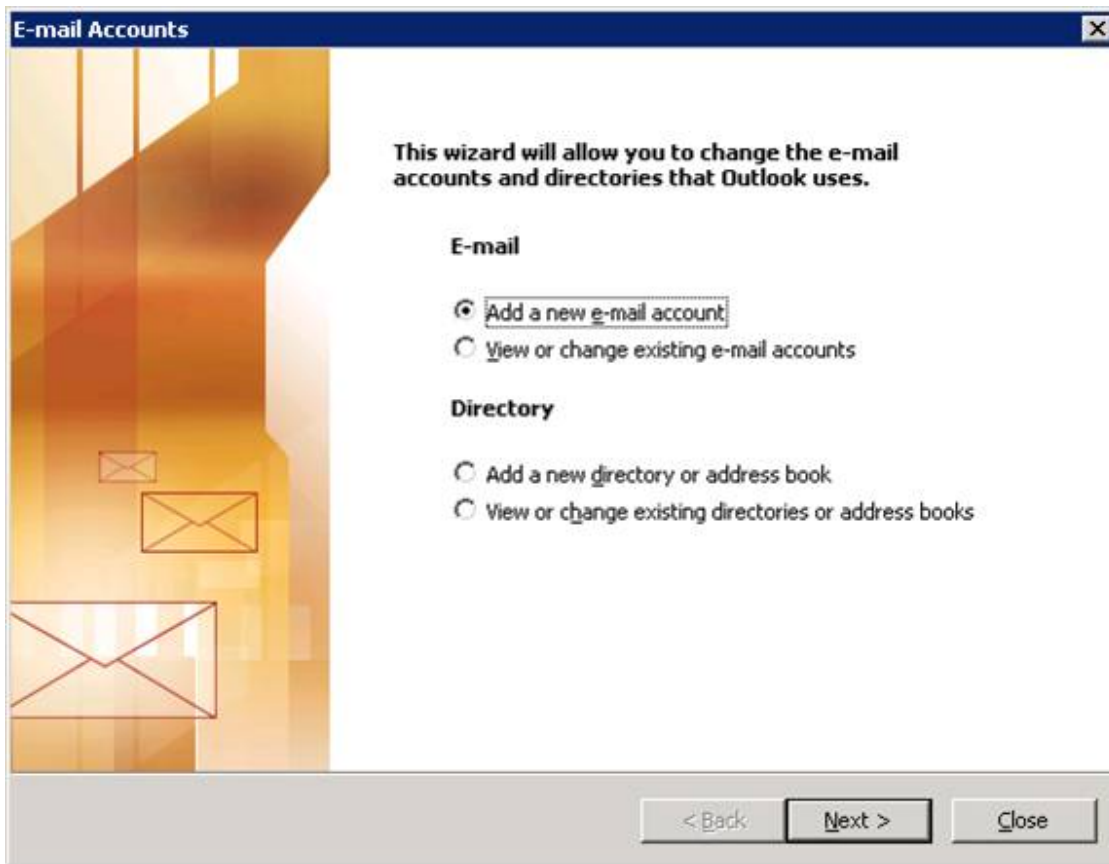 E-mail Accounts
This wizard will allow you to change the e-mail
accounts and directories that Outlook uses.
E-mail
Add a new e-mail account
View or change existing e-mail accounts
Directory
Add a new directory or address book
View or change existing directories or address books
< Back
Next >
Close